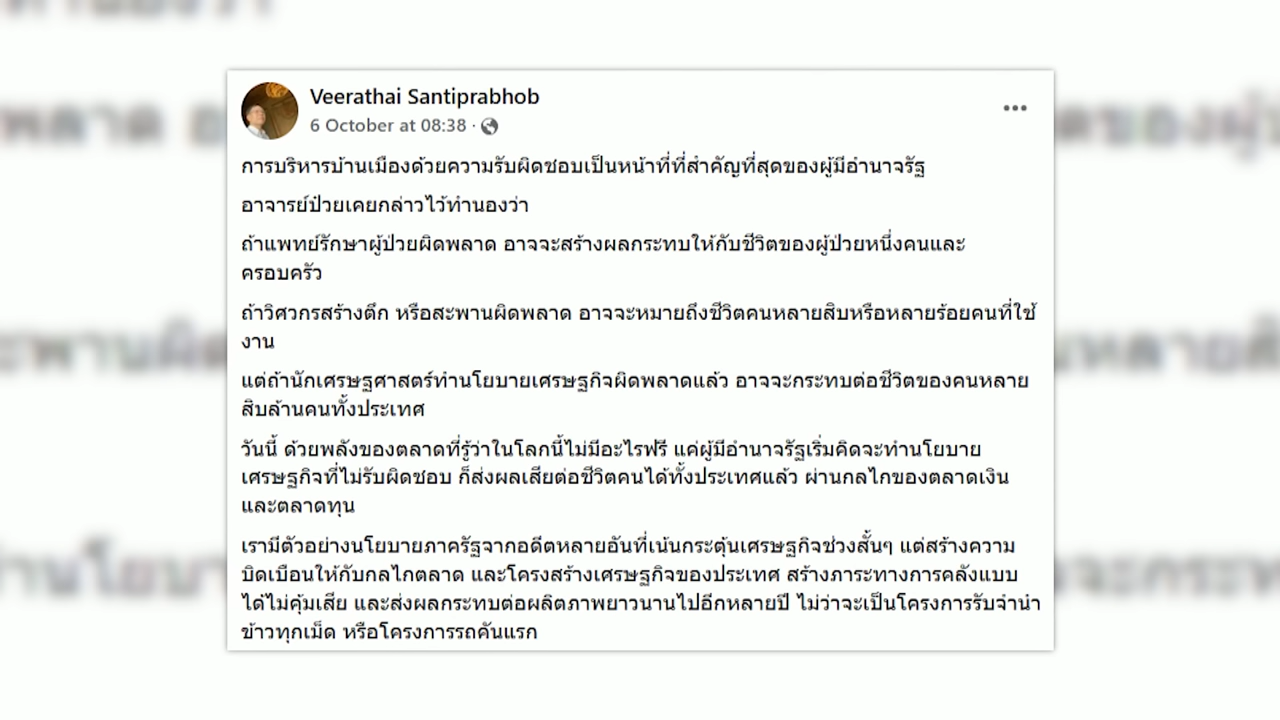 Veerathai Santiprabhob
6 October at 08:38 ·
การบริหารบ้านเมืองด้วยความรับผิดชอบเป็นหน้าที่ที่สำคัญที่สุดของผู้มีอำนาจรัฐ
อาจารย์ป๋วยเคยกล่าวไว้ทำนองว่า
ถ้าแพทย์รักษาผู้ป่วยผิดพลาด อาจจะสร้างผลกระทบให้กับชีวิตของผู้ป่วยหนึ่งคนและ
ครอบครัว
ถ้าวิศวกรสร้างตึก หรือสะพานผิดพลาด อาจจะหมายถึงชีวิตคนหลายสิบหรือหลายร้อยคนที่ใช้
งาน
แต่ถ้านักเศรษฐศาสตร์ทำนโยบายเศรษฐกิจผิดพลาดแล้ว อาจจะกระทบต่อชีวิตของคนหลาย
สิบล้านคนทั้งประเทศ
วันนี้ ด้วยพลังของตลาดที่รู้ว่าในโลกนี้ไม่มีอะไรฟรี แค่ผู้มีอำนาจรัฐเริ่มคิดจะทำนโยบาย
เศรษฐกิจที่ไม่รับผิดชอบ ก็ส่งผลเสียต่อชีวิตคนได้ทั้งประเทศแล้ว ผ่านกลไกของตลาดเงิน
และตลาดทุน
เรามีตัวอย่างนโยบายภาครัฐจากอดีตหลายอันที่เน้นกระตุ้นเศรษฐกิจช่วงสั้นๆ แต่สร้างความ
บิดเบือนให้กับกลไกตลาด และโครงสร้างเศรษฐกิจของประเทศ สร้างภาระทางการคลังแบบ
ได้ไม่คุ้มเสีย และส่งผลกระทบต่อผลิตภาพยาวนานไปอีกหลายปี ไม่ว่าจะเป็นโครงการรับจำนำ
ข้าวทุกเม็ด หรือโครงการรถคันแรก